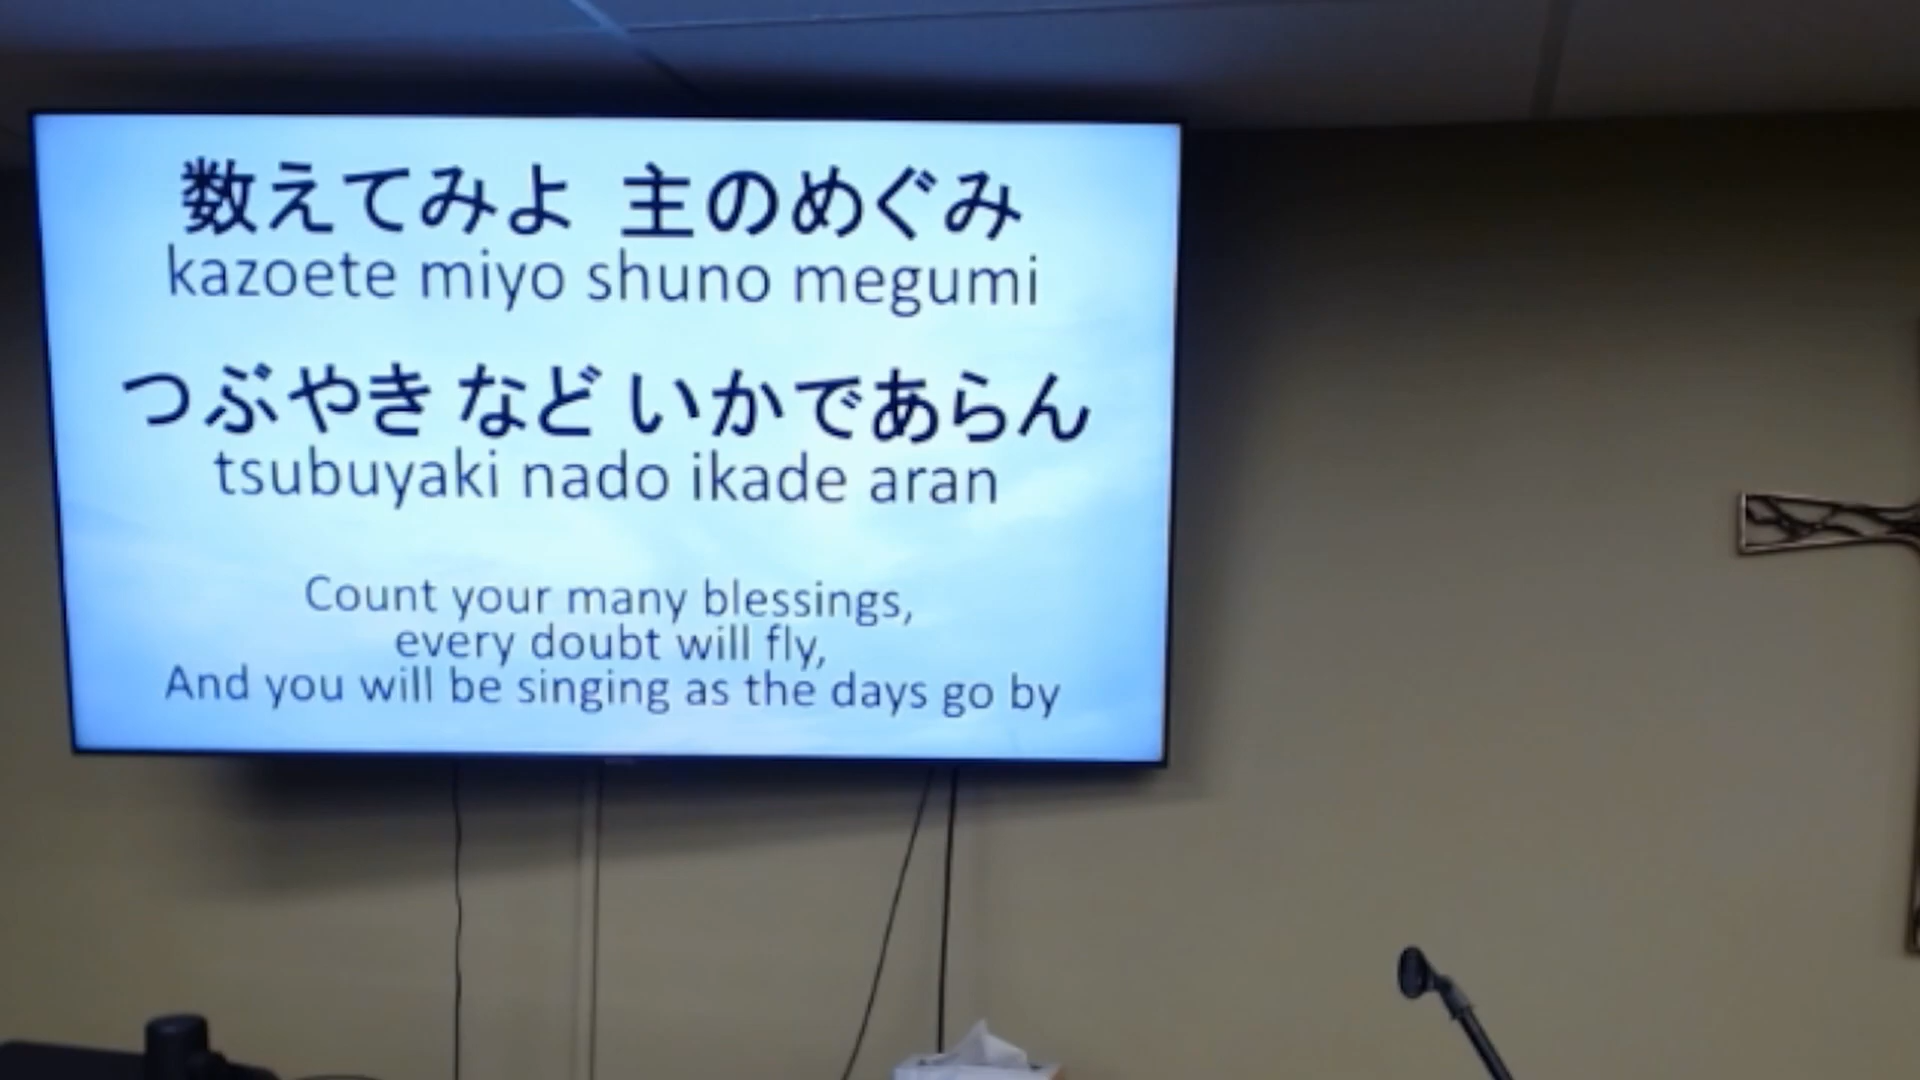 数えてみよ 主のめぐみ
kazoete miyo shuno megumi
つぶやき など いかであらん
tsubuyaki nado ikade aran
Count your many blessings,
every doubt will fly,
And you will be singing as the days go by